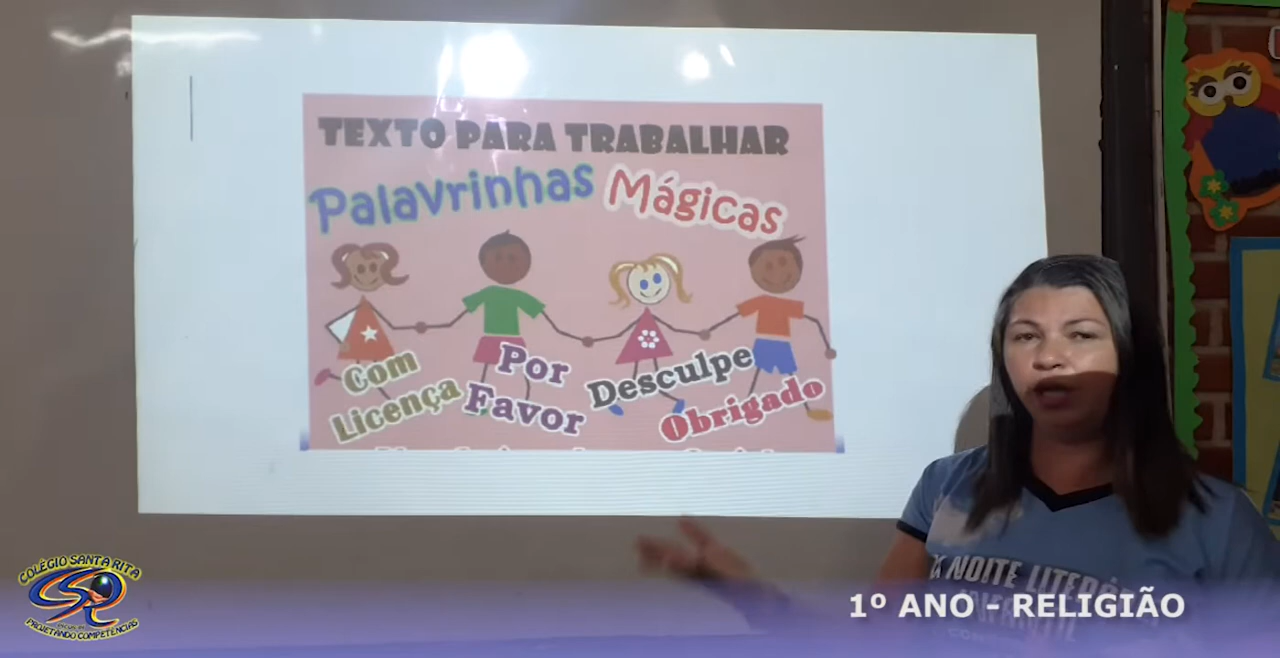 TEXTO PARA TRABALHAR
Palavrinhas Mágicas
Com
Licença
Por
Favor
Desculpe
Obrigado
NOITE
COLÉGIO SANTA RITA
PROJETANDO COMPETÊNCIAS
1º ANO - RELIGIÃO